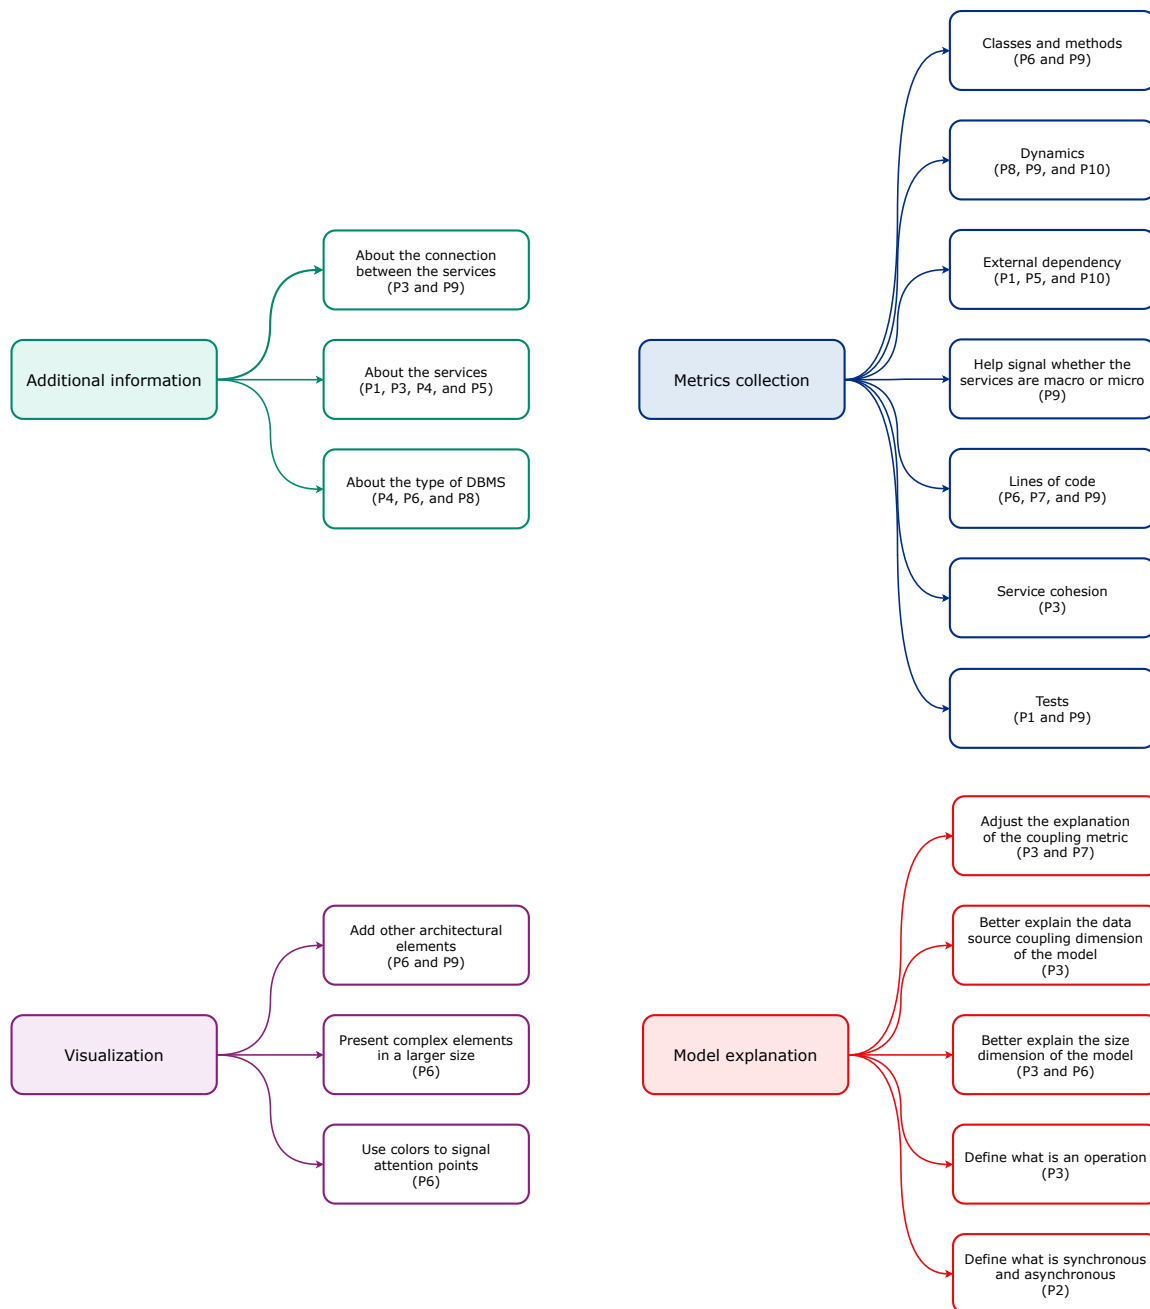 Additional information
About the connection
between the services
(P3 and P9)
About the services
(P1, P3, P4, and P5)
About the type of DBMS
(P4, P6, and P8)
Metrics collection
Classes and methods
(P6 and P9)
Dynamics
(P8, P9, and P10)
External dependency
(P1, P5, and P10)
Help signal whether the
services are macro or micro
(P9)
Lines of code
(P6, P7, and P9)
Service cohesion
(P3)
Tests
(P1 and P9)
Visualization
Add other architectural
elements
(P6 and P9)
Present complex elements
in a larger size
(P6)
Use colors to signal
attention points
(P6)
Model explanation
Adjust the explanation
of the coupling metric
(P3 and P7)
Better explain the data
source coupling dimension
of the model
(P3)
Better explain the size
dimension of the model
(P3 and P6)
Define what is an operation
(P3)
Define what is synchronous
and asynchronous
(P2)